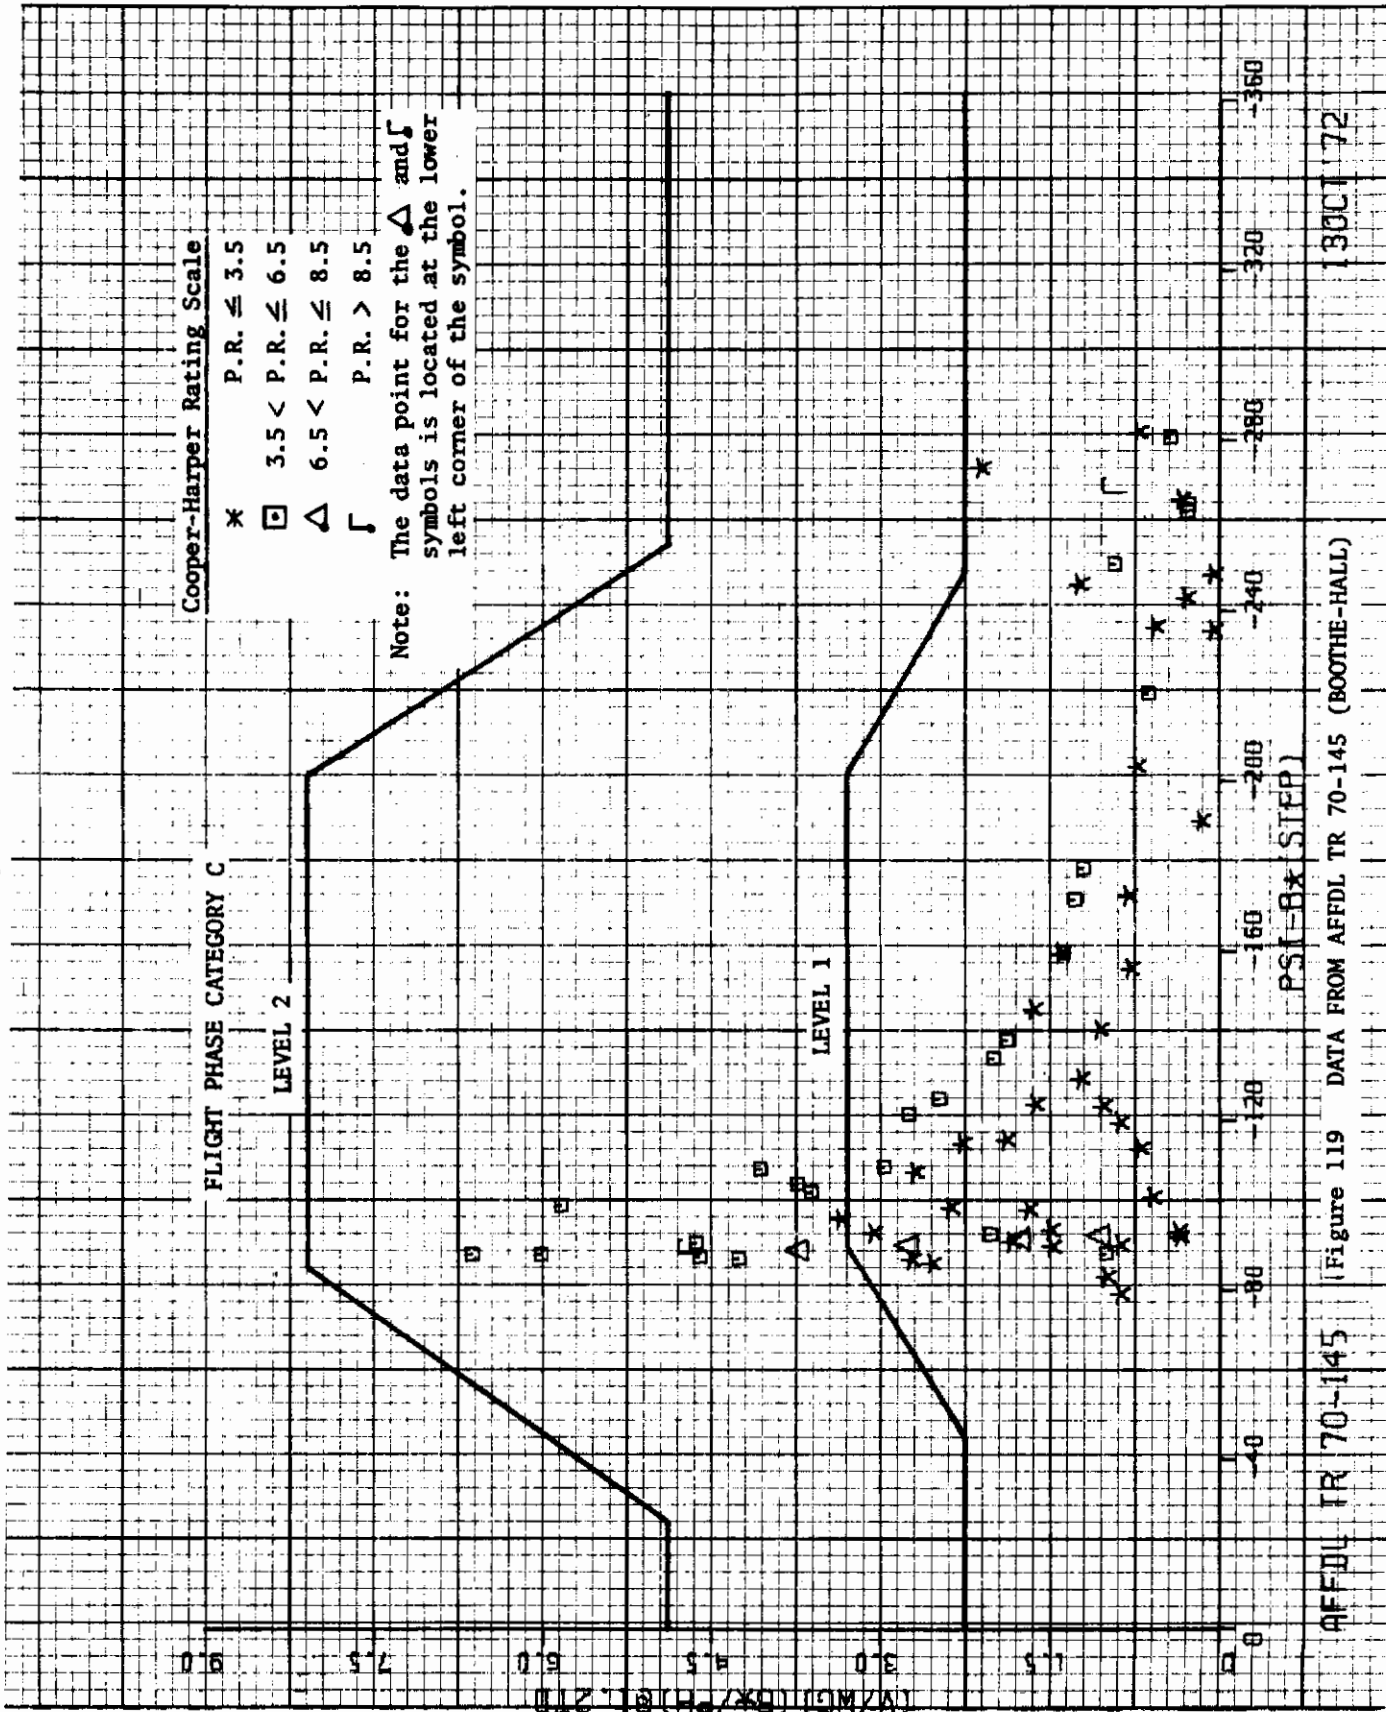 Cooper-Harper Rating Scale
P.R. ≤ 3.5
3.5 < P.R. ≤ 6.5
6.5 < P.R. ≤ 8.5
P.R. > 8.5
Note: The data point for the △ and Γ
symbols is located at the lower
left corner of the symbol.
FLIGHT PHASE CATEGORY C
LEVEL 2
LEVEL 1
9.0
7.5
6.0
4.5
3.0
1.5
0
0
-40
-80
-120
-160
-200
-240
-280
-320
-360
PSI-B*(STEP)
AFFDL TR 70-145
Figure 119 DATA FROM AFFDL TR 70-145 (BOOTHE-HALL)
13OCT'72